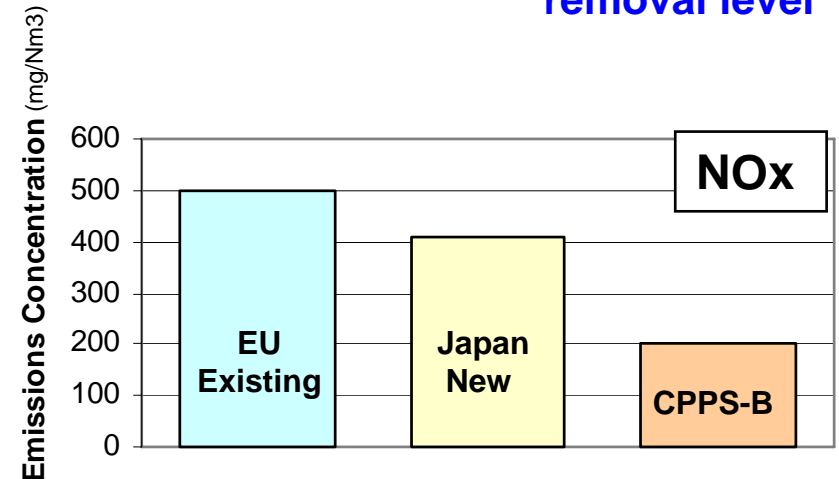 removal level
Emissions Concentration (mg/Nm3)
600
500
400
300
200
100
0
NOx
EU
Existing
Japan
New
CPPS-B